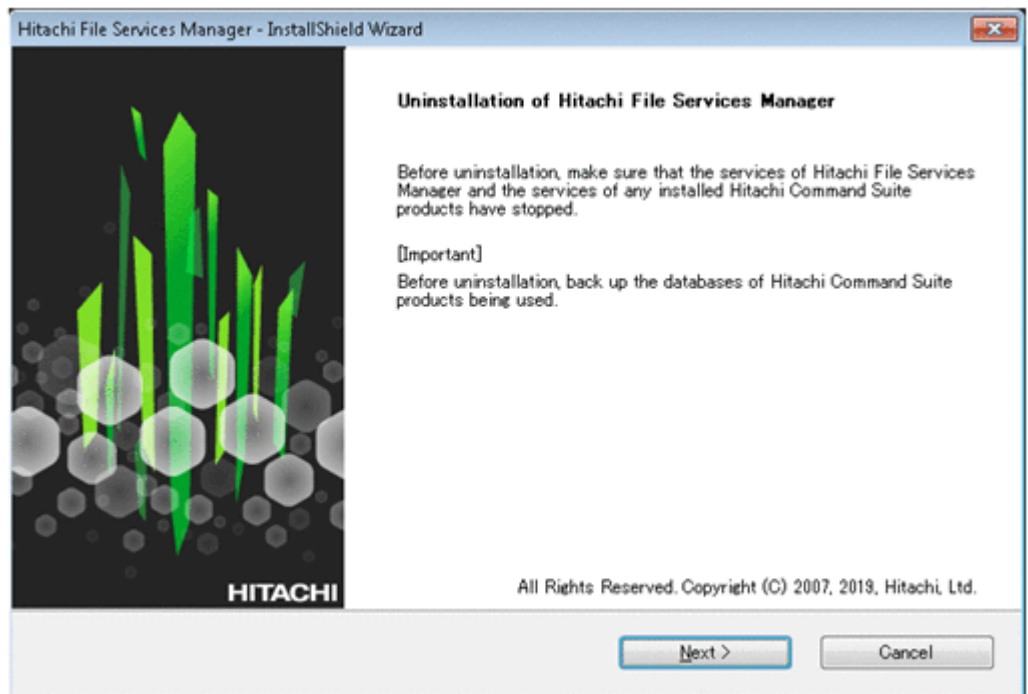 Hitachi File Services Manager - InstallShield Wizard
Uninstallation of Hitachi File Services Manager
Before uninstallation, make sure that the services of Hitachi File Services
Manager and the services of any installed Hitachi Command Suite
products have stopped.
[Important]
Before uninstallation, back up the databases of Hitachi Command Suite
products being used.
HITACHI
All Rights Reserved. Copyright (C) 2007, 2019, Hitachi, Ltd.
Next >
Cancel